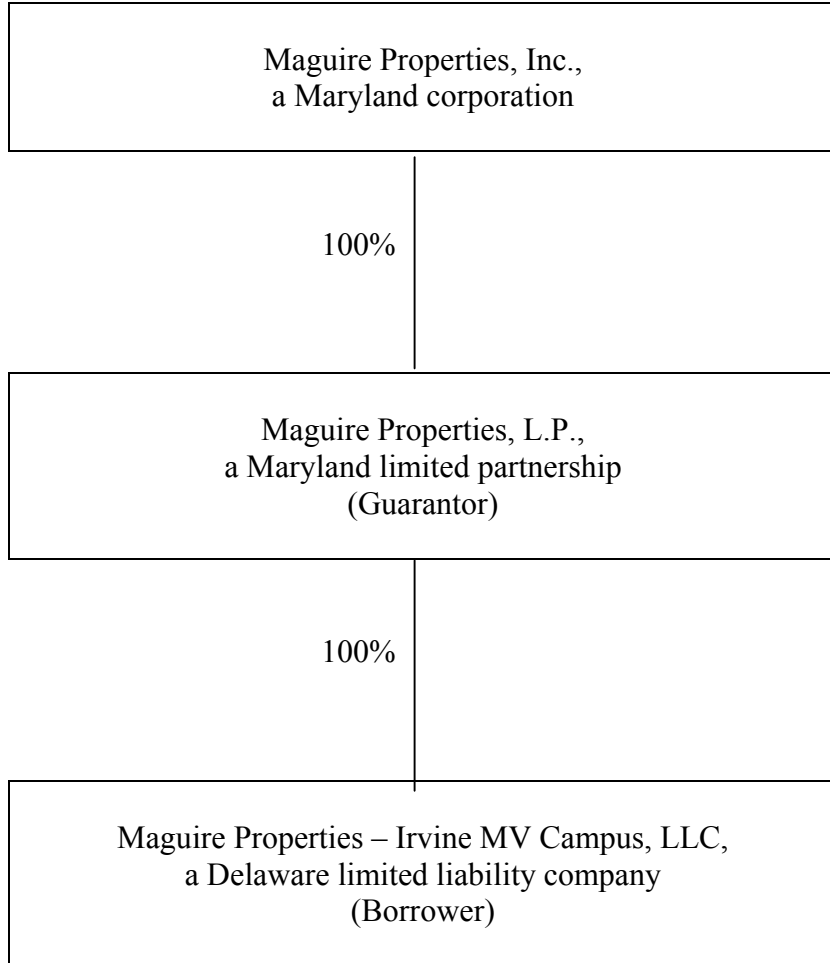 Maguire Properties, Inc.,
a Maryland corporation
100%
Maguire Properties, L.P.,
a Maryland limited partnership
(Guarantor)
100%
Maguire Properties – Irvine MV Campus, LLC,
a Delaware limited liability company
(Borrower)